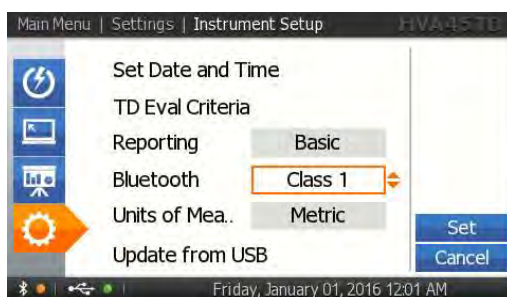 Main Menu | Settings | Instrument Setup HVA45TD
Set Date and Time
TD Eval Criteria
Reporting Basic
Bluetooth Class 1
Units of Mea.. Metric
Set
Update from USB
Cancel
Friday, January 01, 2016 12:01 AM